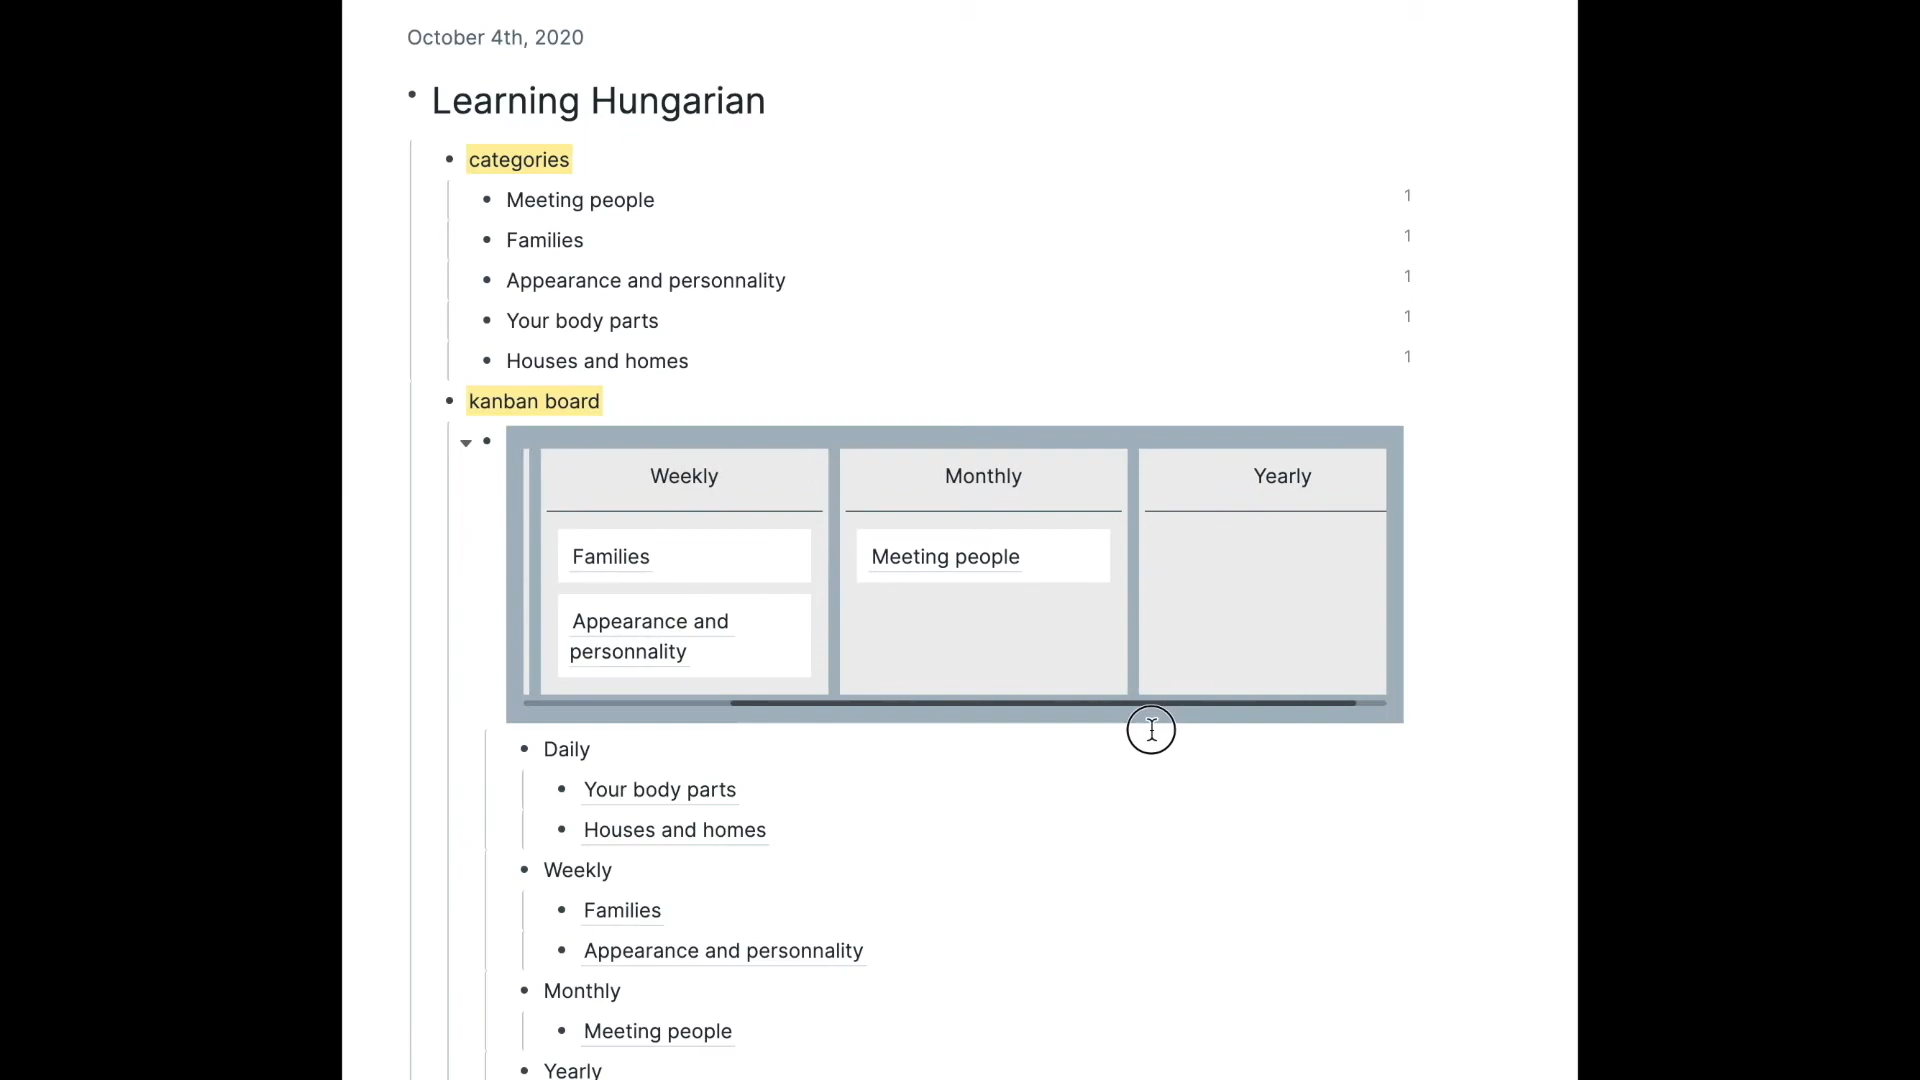 October 4th, 2020
Learning Hungarian
categories
Meeting people 1
Families 1
Appearance and personnality 1
Your body parts 1
Houses and homes 1
kanban board
Weekly Monthly Yearly
Families Meeting people
Appearance and
personnality
Daily
Your body parts
Houses and homes
Weekly
Families
Appearance and personnality
Monthly
Meeting people
Yearly